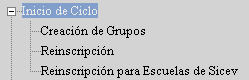 Inicio de Ciclo
Creación de Grupos
Reinscripción
Reinscripción para Escuelas de Sicev